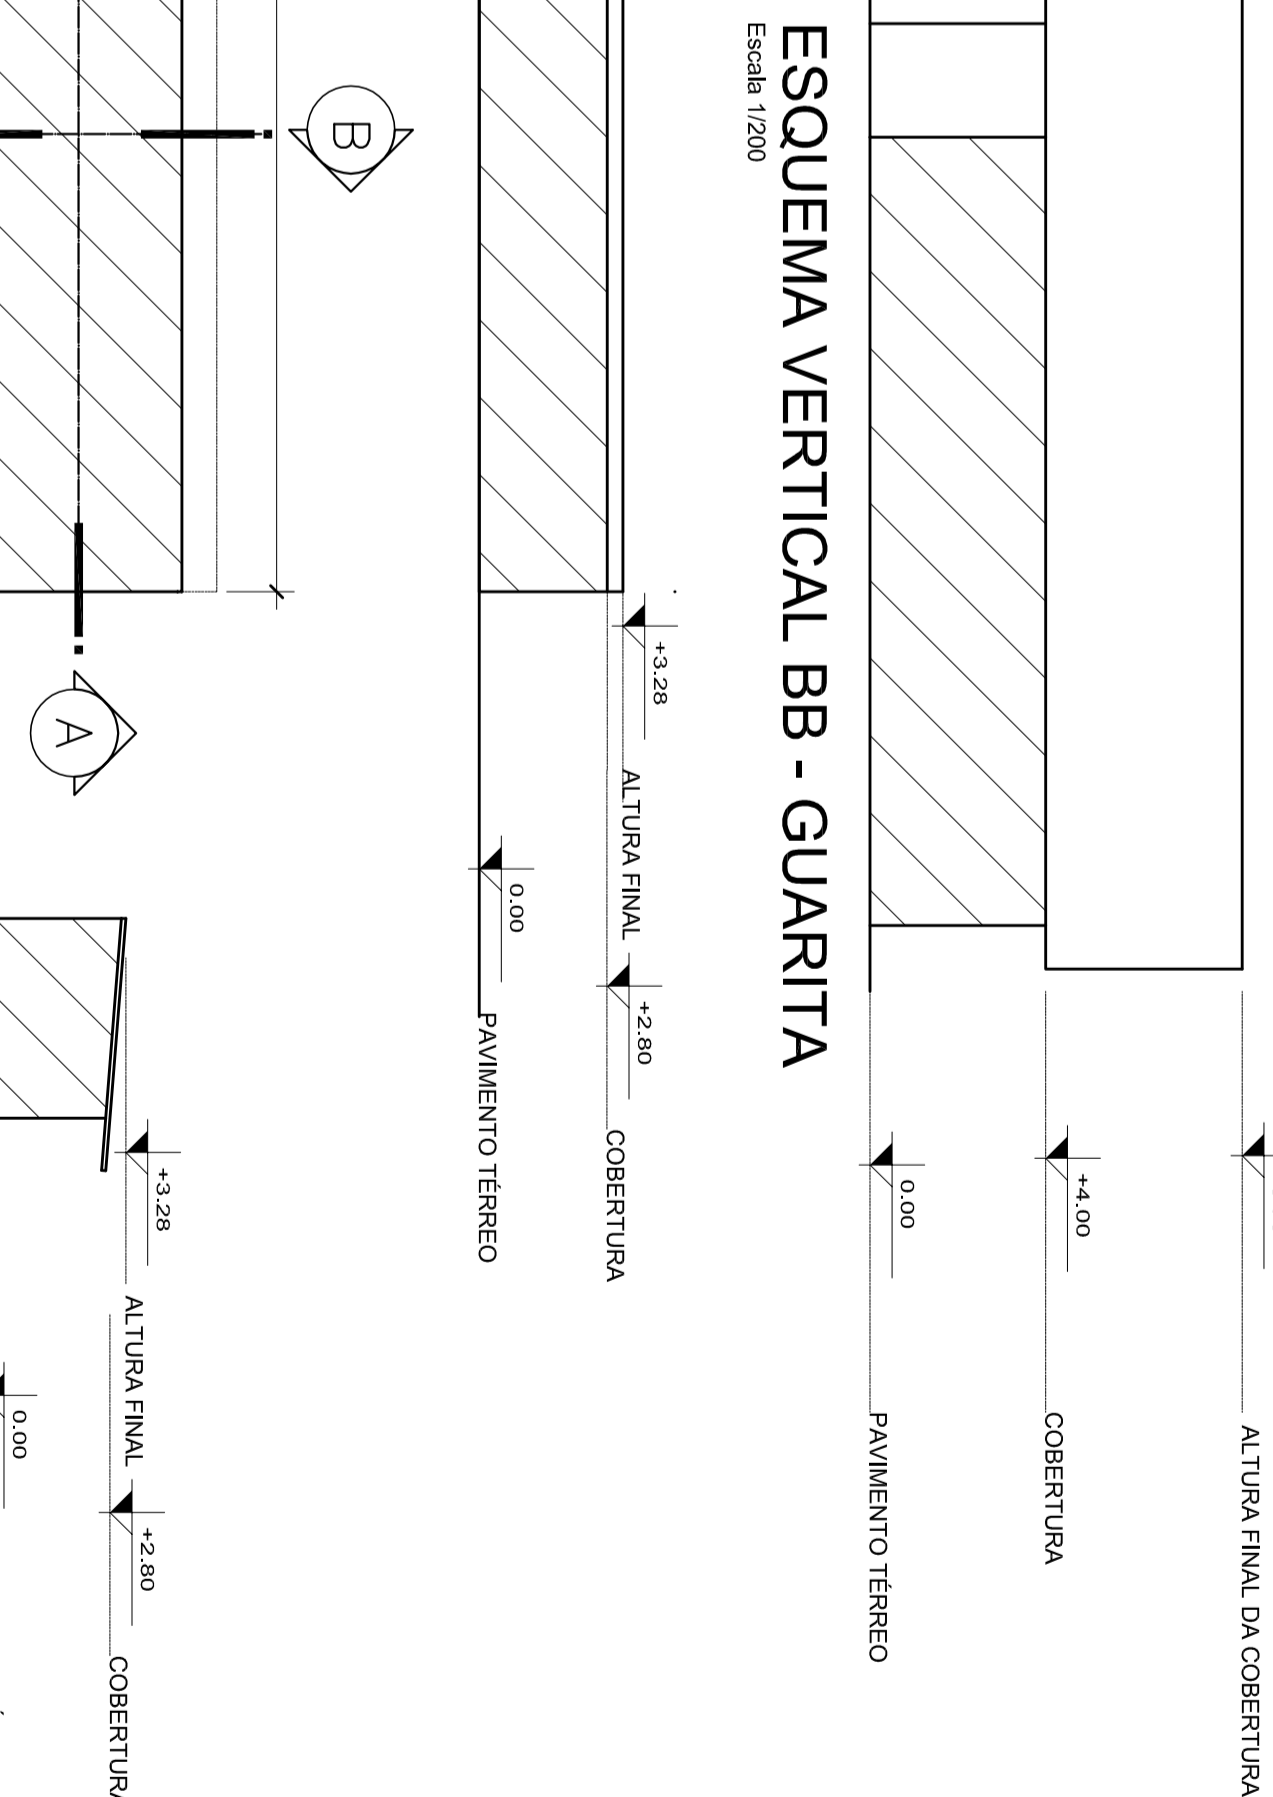 ALTURA FINAL DA COBERTURA
+4.00
COBERTURA
0.00
PAVIMENTO TÉRREO
ESQUEMA VERTICAL BB - GUARITA
Escala 1/200
+3.28
ALTURA FINAL
+2.80
COBERTURA
0.00
PAVIMENTO TÉRREO
B
A
+3.28
ALTURA FINAL
+2.80
COBERTURA
0.00